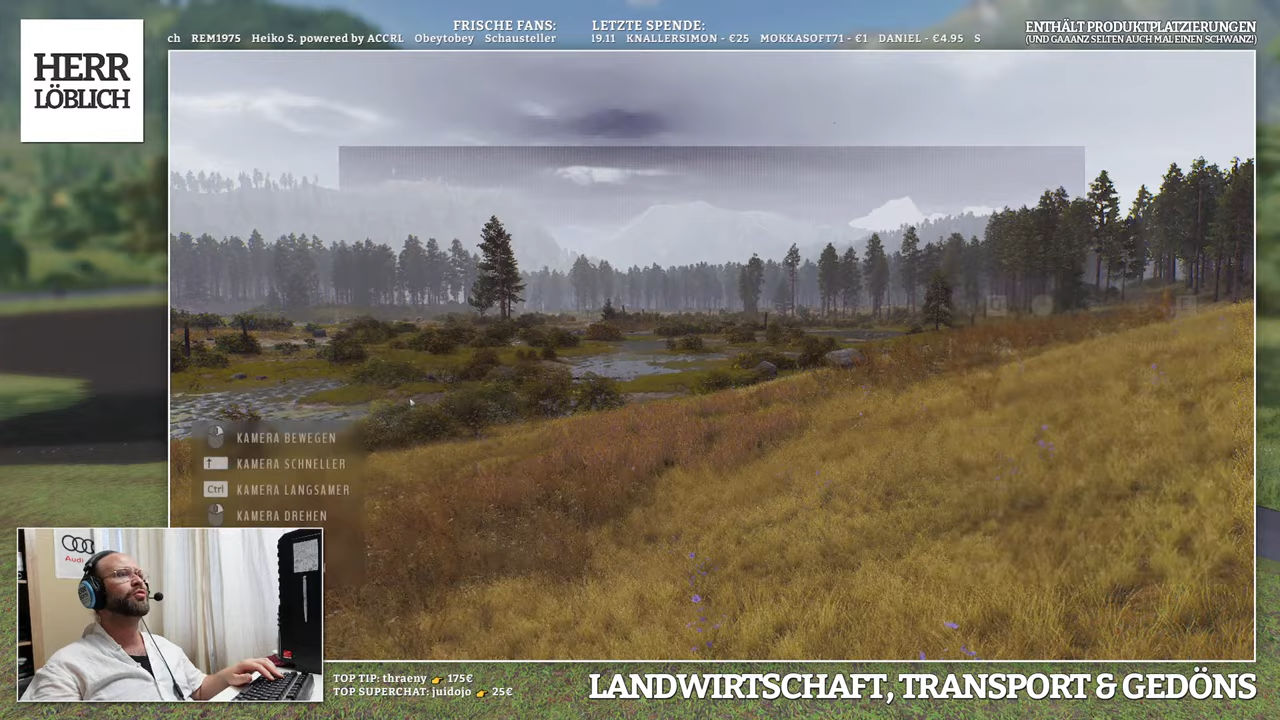 HERR
LÖBLICH
FRISCHE FANS:
ch REM1975 Heiko S. powered by ACCRL Obeytobey Schausteller
LETZTE SPENDE:
19.11 KNALLERSIMON - €25 MOKKASOFT71 - €1 DANIEL - €4.95 S
ENTHÄLT PRODUKTPLATZIERUNGEN
(UND GAAANZ SELTEN AUCH MAL EINEN SCHWANZ!)
KAMERA BEWEGEN
KAMERA SCHNELLER
Ctrl KAMERA LANGSAMER
KAMERA DREHEN
Audi
TOP TIP: thraeny 👉 175€
TOP SUPERCHAT: juidojo 👉 25€
LANDWIRTSCHAFT, TRANSPORT & GEDÖNS